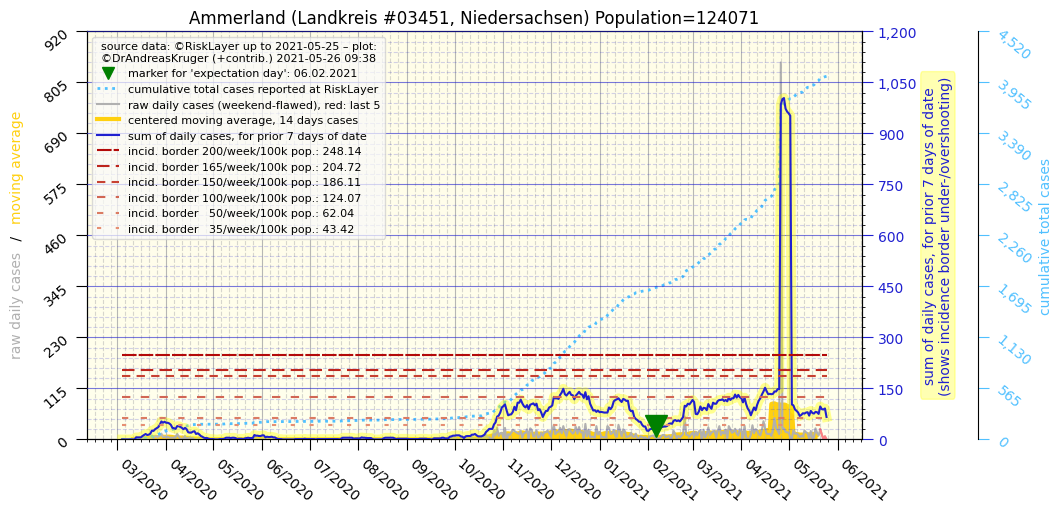 Ammerland (Landkreis #03451, Niedersachsen) Population=124071
source data: ©RiskLayer up to 2021-05-25 – plot:
©DrAndreasKruger (+contrib.) 2021-05-26 09:38
marker for 'expectation day': 06.02.2021
cumulative total cases reported at RiskLayer
raw daily cases (weekend-flawed), red: last 5
centered moving average, 14 days cases
sum of daily cases, for prior 7 days of date
incid. border 200/week/100k pop.: 248.14
incid. border 165/week/100k pop.: 204.72
incid. border 150/week/100k pop.: 186.11
incid. border 100/week/100k pop.: 124.07
incid. border 50/week/100k pop.: 62.04
incid. border 35/week/100k pop.: 43.42
raw daily cases / moving average
920
805
690
575
460
345
230
115
0
1,200
1,050
900
750
600
450
300
150
0
sum of daily cases, for prior 7 days of date
(shows incidence border under-/overshooting)
4,520
3,955
3,390
2,825
2,260
1,695
1,130
565
0
cumulative total cases
03/2020
04/2020
05/2020
06/2020
07/2020
08/2020
09/2020
10/2020
11/2020
12/2020
01/2021
02/2021
03/2021
04/2021
05/2021
06/2021